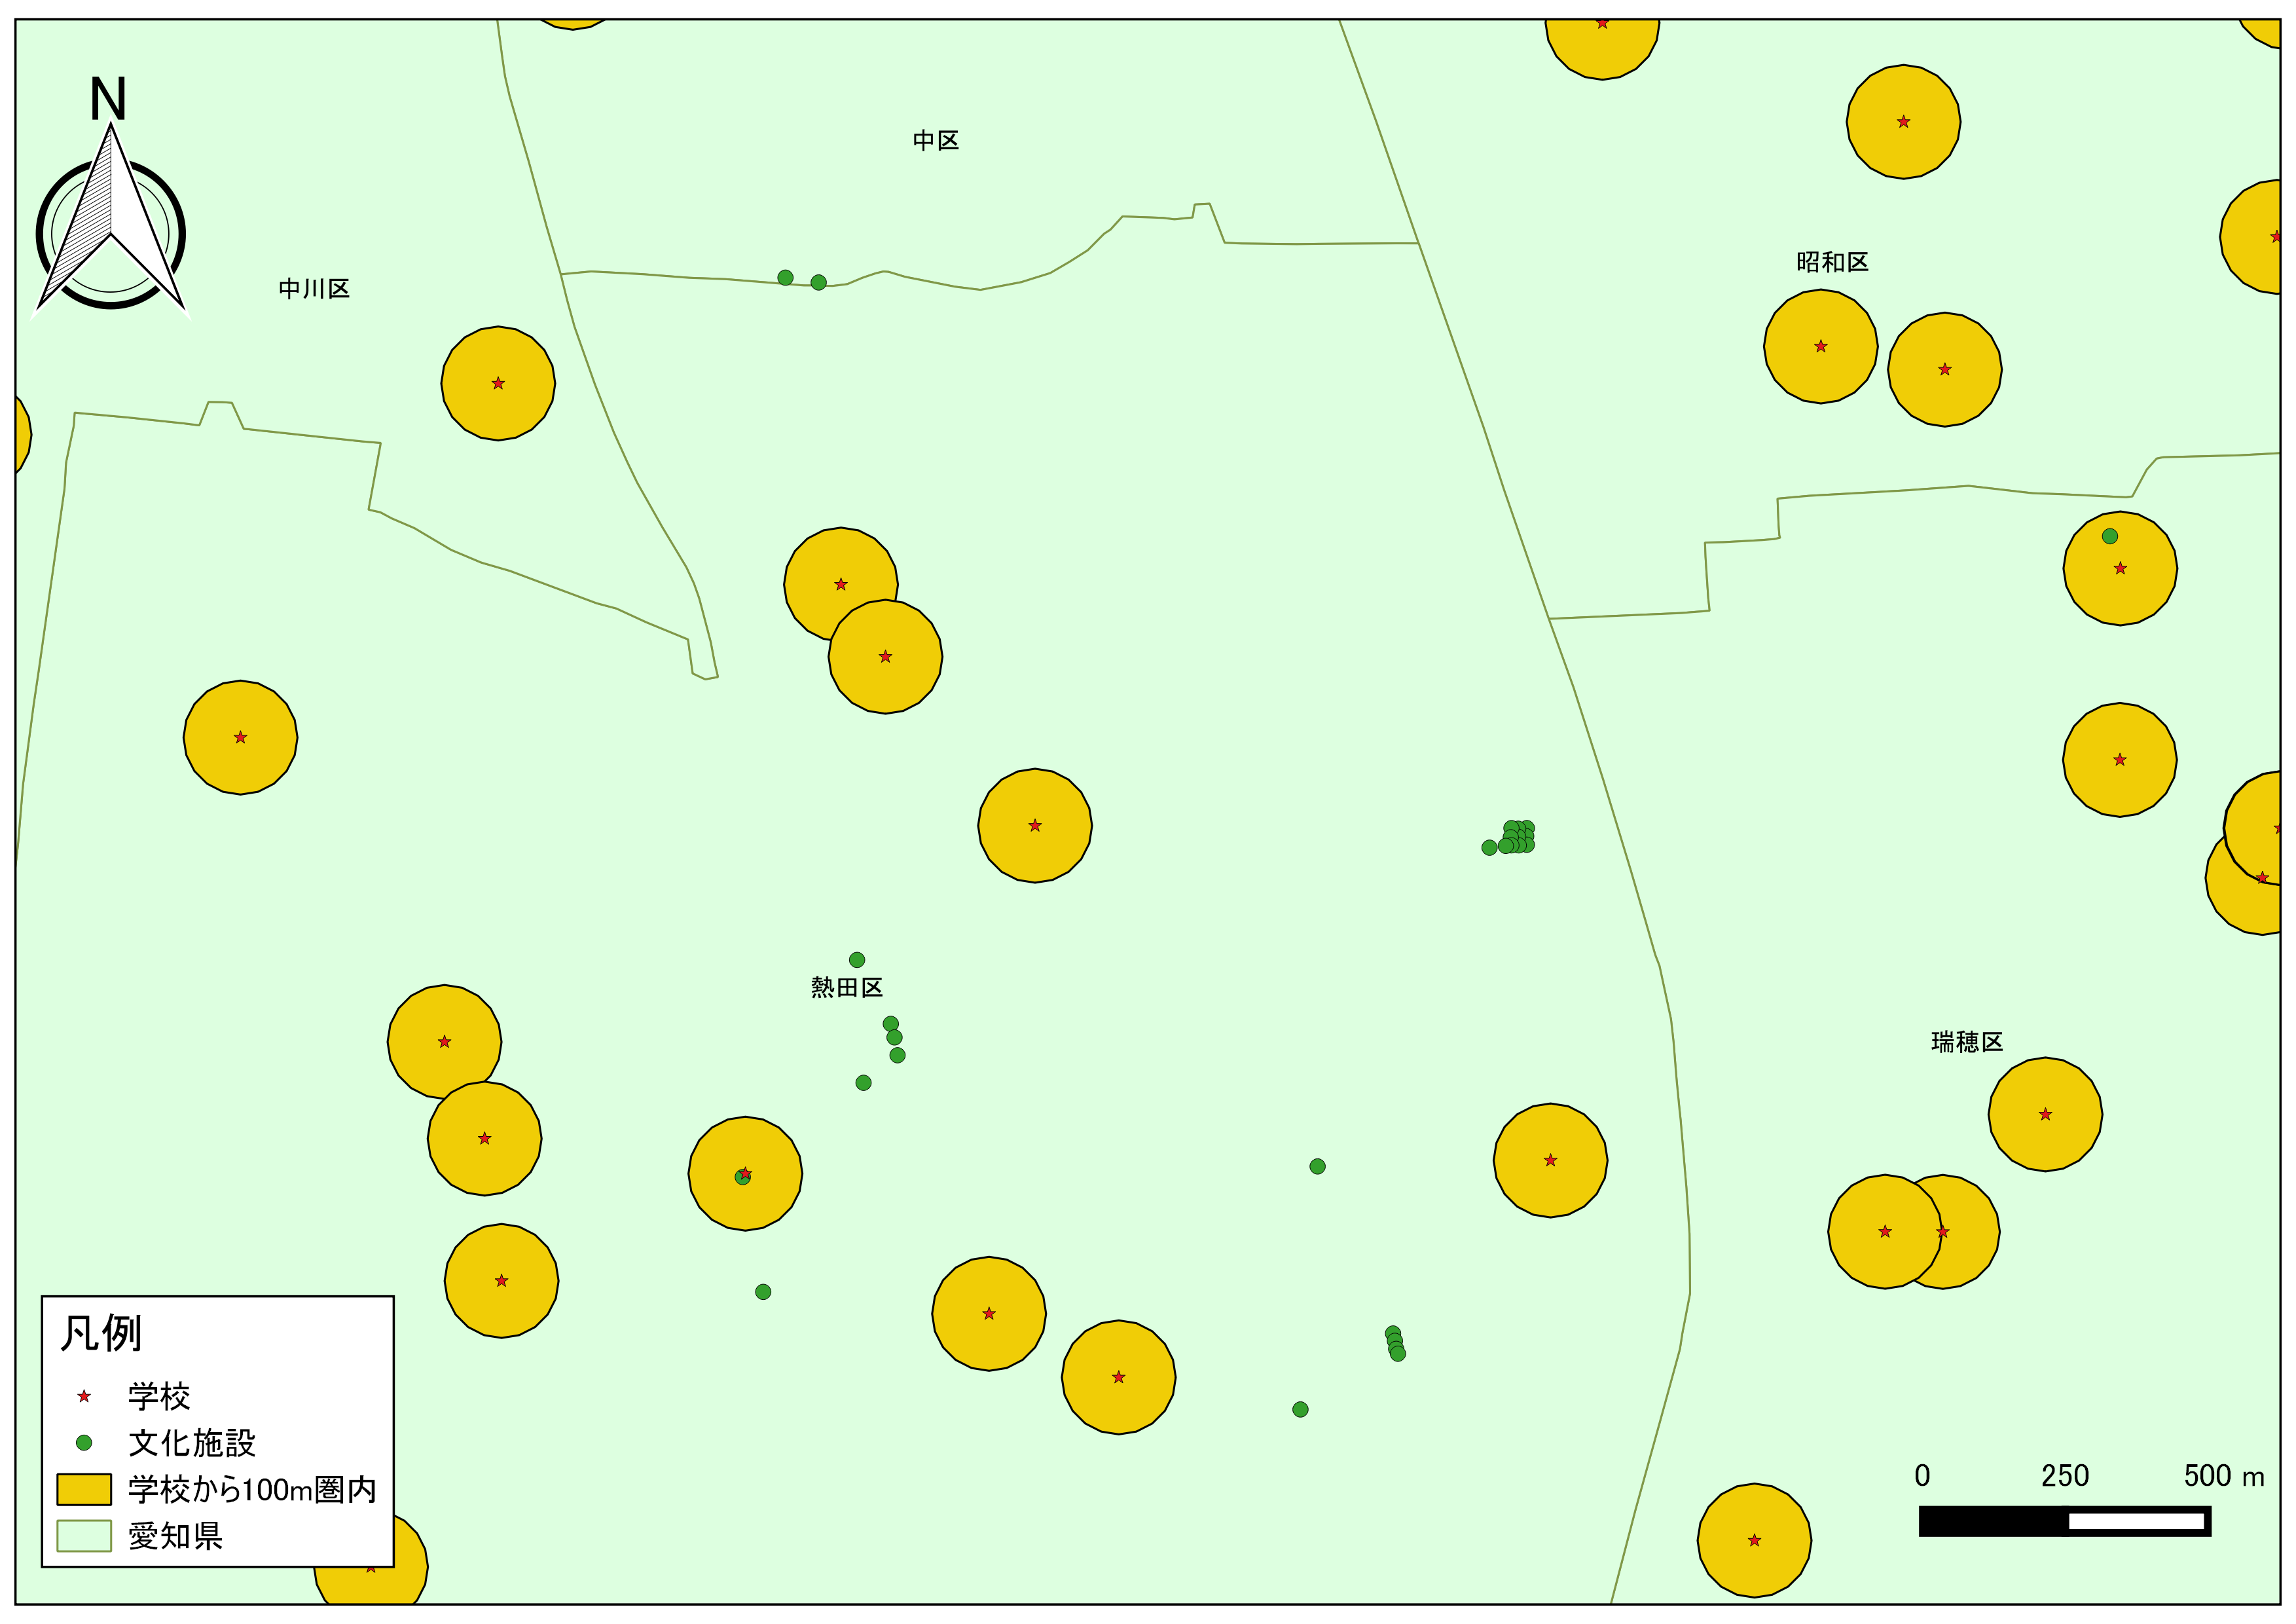 N
中区
昭和区
中川区
熱田区
瑞穂区
凡例
学校
文化施設
学校から100m圏内
愛知県
0 250 500 m